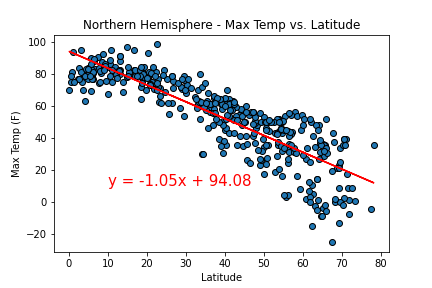 Northern Hemisphere - Max Temp vs. Latitude
Max Temp (F)
100
80
60
40
20
0
−20
y = -1.05x + 94.08
0 10 20 30 40 50 60 70 80
Latitude